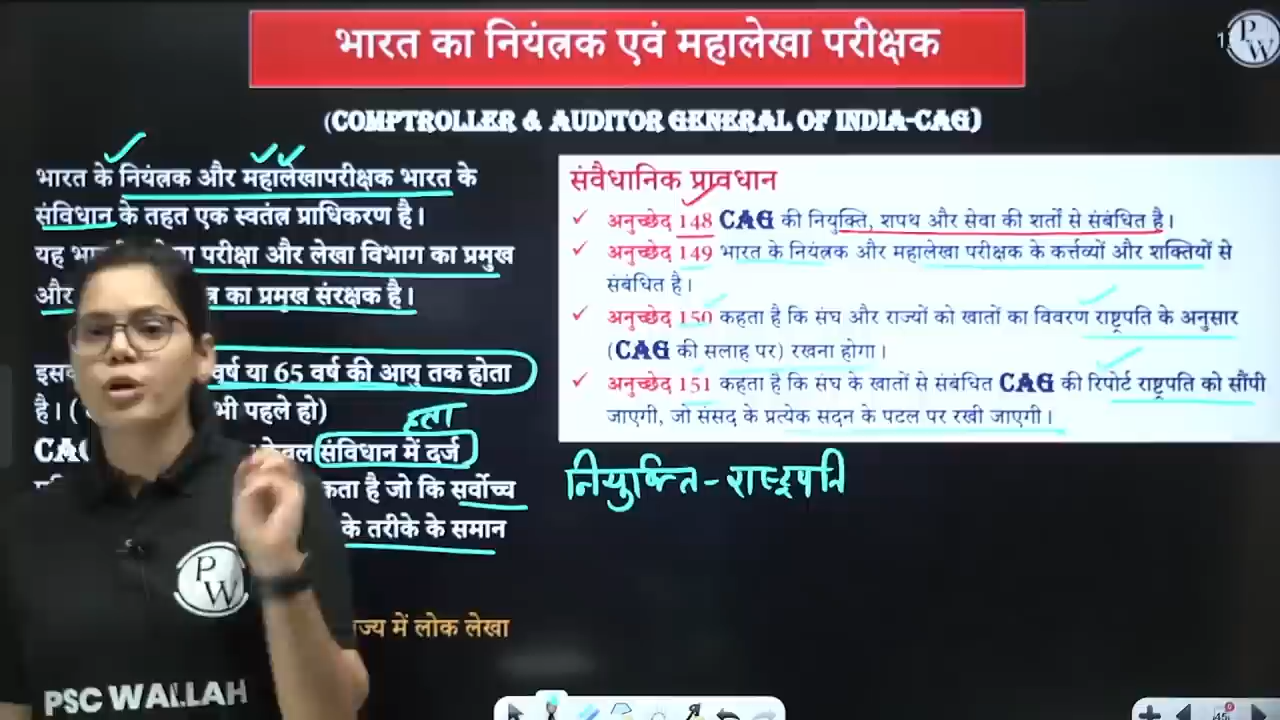 भारत का नियंत्रक एवं महालेखा परीक्षक
P
W
(COMPTROLLER & AUDITOR GENERAL OF INDIA-CAG)
भारत के नियंत्रक और महालेखापरीक्षक भारत के
संविधान के तहत एक स्वतंत्र प्राधिकरण है।
यह परीक्षा और लेखा विभाग का प्रमुख
और का प्रमुख संरक्षक है।
वर्ष या 65 वर्ष की आयु तक होता
है। ( भी पहले हो)
हटा
संविधान में दर्ज
है जो कि सर्वोच्च
के तरीके के समान
में लोक लेखा
संवैधानिक प्रावधान
✓ अनुच्छेद 148 CAG की नियुक्ति, शपथ और सेवा की शर्तों से संबंधित है।
✓ अनुच्छेद 149 भारत के नियंत्रक और महालेखा परीक्षक के कर्त्तव्यों और शक्तियों से
संबंधित है।
✓ अनुच्छेद 150 कहता है कि संघ और राज्यों को खातों का विवरण राष्ट्रपति के अनुसार
(CAG की सलाह पर) रखना होगा।
✓ अनुच्छेद 151 कहता है कि संघ के खातों से संबंधित CAG की रिपोर्ट राष्ट्रपति को सौंपी
जाएगी, जो संसद के प्रत्येक सदन के पटल पर रखी जाएगी।
नियुक्ति - राष्ट्रपति
P
W
PSC WALLAH